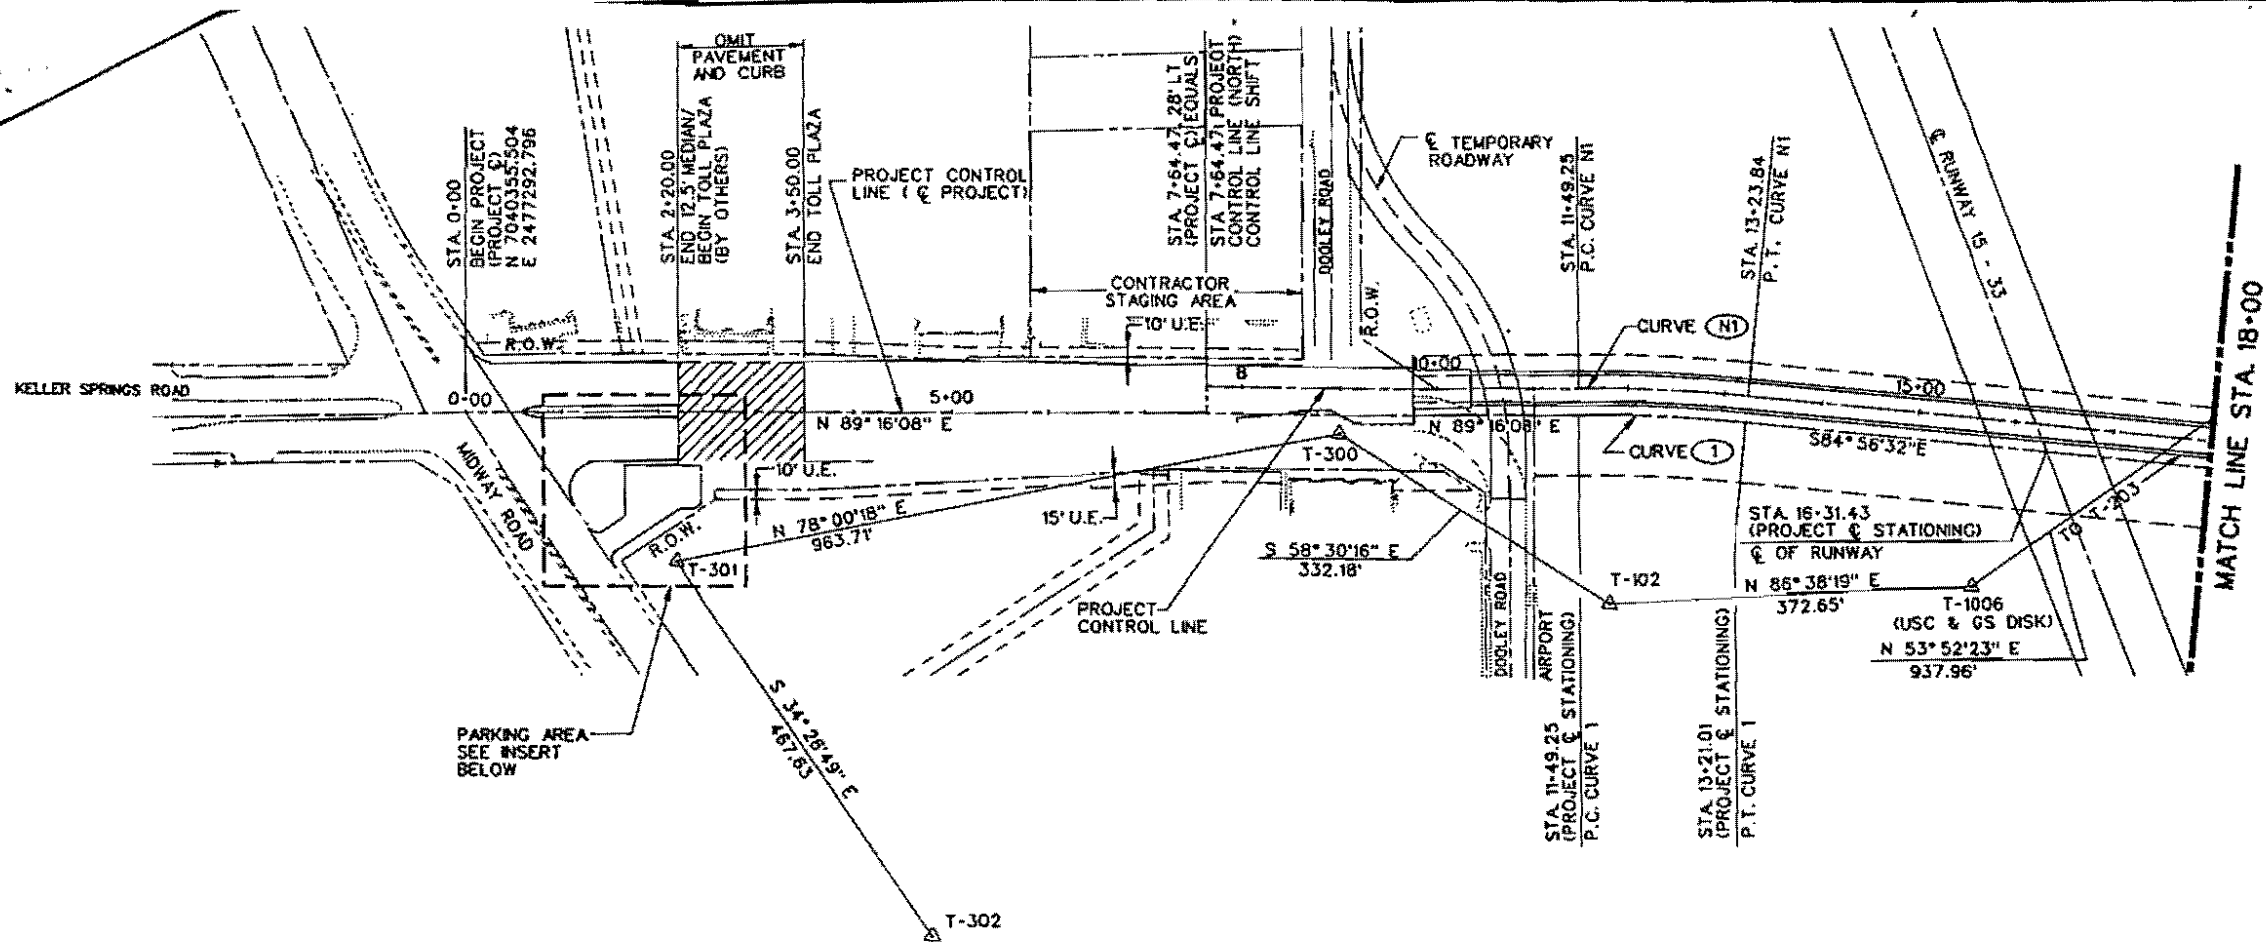 OMIT
PAVEMENT
AND CURB
STA. 0+00
BEGIN PROJECT
(PROJECT ℄)
N 7040355.504
E 2477292.796
STA. 2+20.00
END 12.5' MEDIAN/
BEGIN TOLL PLAZA
(BY OTHERS)
STA. 3+50.00
END TOLL PLAZA
PROJECT CONTROL
LINE ( ℄ PROJECT)
STA. 7+64.47, 28' LT
(PROJECT ℄) EQUALS
STA 7+64.47, PROJECT
CONTROL LINE (NORTH)
CONTROL LINE SHIFT
CONTRACTOR
STAGING AREA
10' U.E.
DOOLEY ROAD
R.O.W.
℄ TEMPORARY
ROADWAY
STA. 11+49.25
P.C. CURVE N1
STA. 13+23.84
P.T. CURVE N1
℄ RUNWAY 15 - 33
MATCH LINE STA. 18+00
KELLER SPRINGS ROAD
R.O.W.
0+00
5+00
8
10+00
15+00
CURVE N1
N 89° 16'08" E
N 89° 16'08" E
S84° 56'32"E
CURVE 1
MIDWAY ROAD
10' U.E.
15' U.E.
R.O.W.
T-301
N 78° 00'18" E
963.71'
T-300
S 58° 30'16" E
332.18'
T-102
STA. 16+31.43
(PROJECT ℄ STATIONING)
℄ OF RUNWAY
N 86° 38'19" E
372.65'
T-1006
(USC & GS DISK)
TO T-203
N 53° 52'23" E
937.96'
PROJECT
CONTROL LINE
DOOLEY ROAD
AIRPORT
STA. 11+49.25
(PROJECT ℄ STATIONING)
P.C. CURVE 1
STA. 13+21.01
(PROJECT ℄ STATIONING)
P.T. CURVE 1
PARKING AREA
SEE INSERT
BELOW
S 34° 26'49" E
467.63
T-302